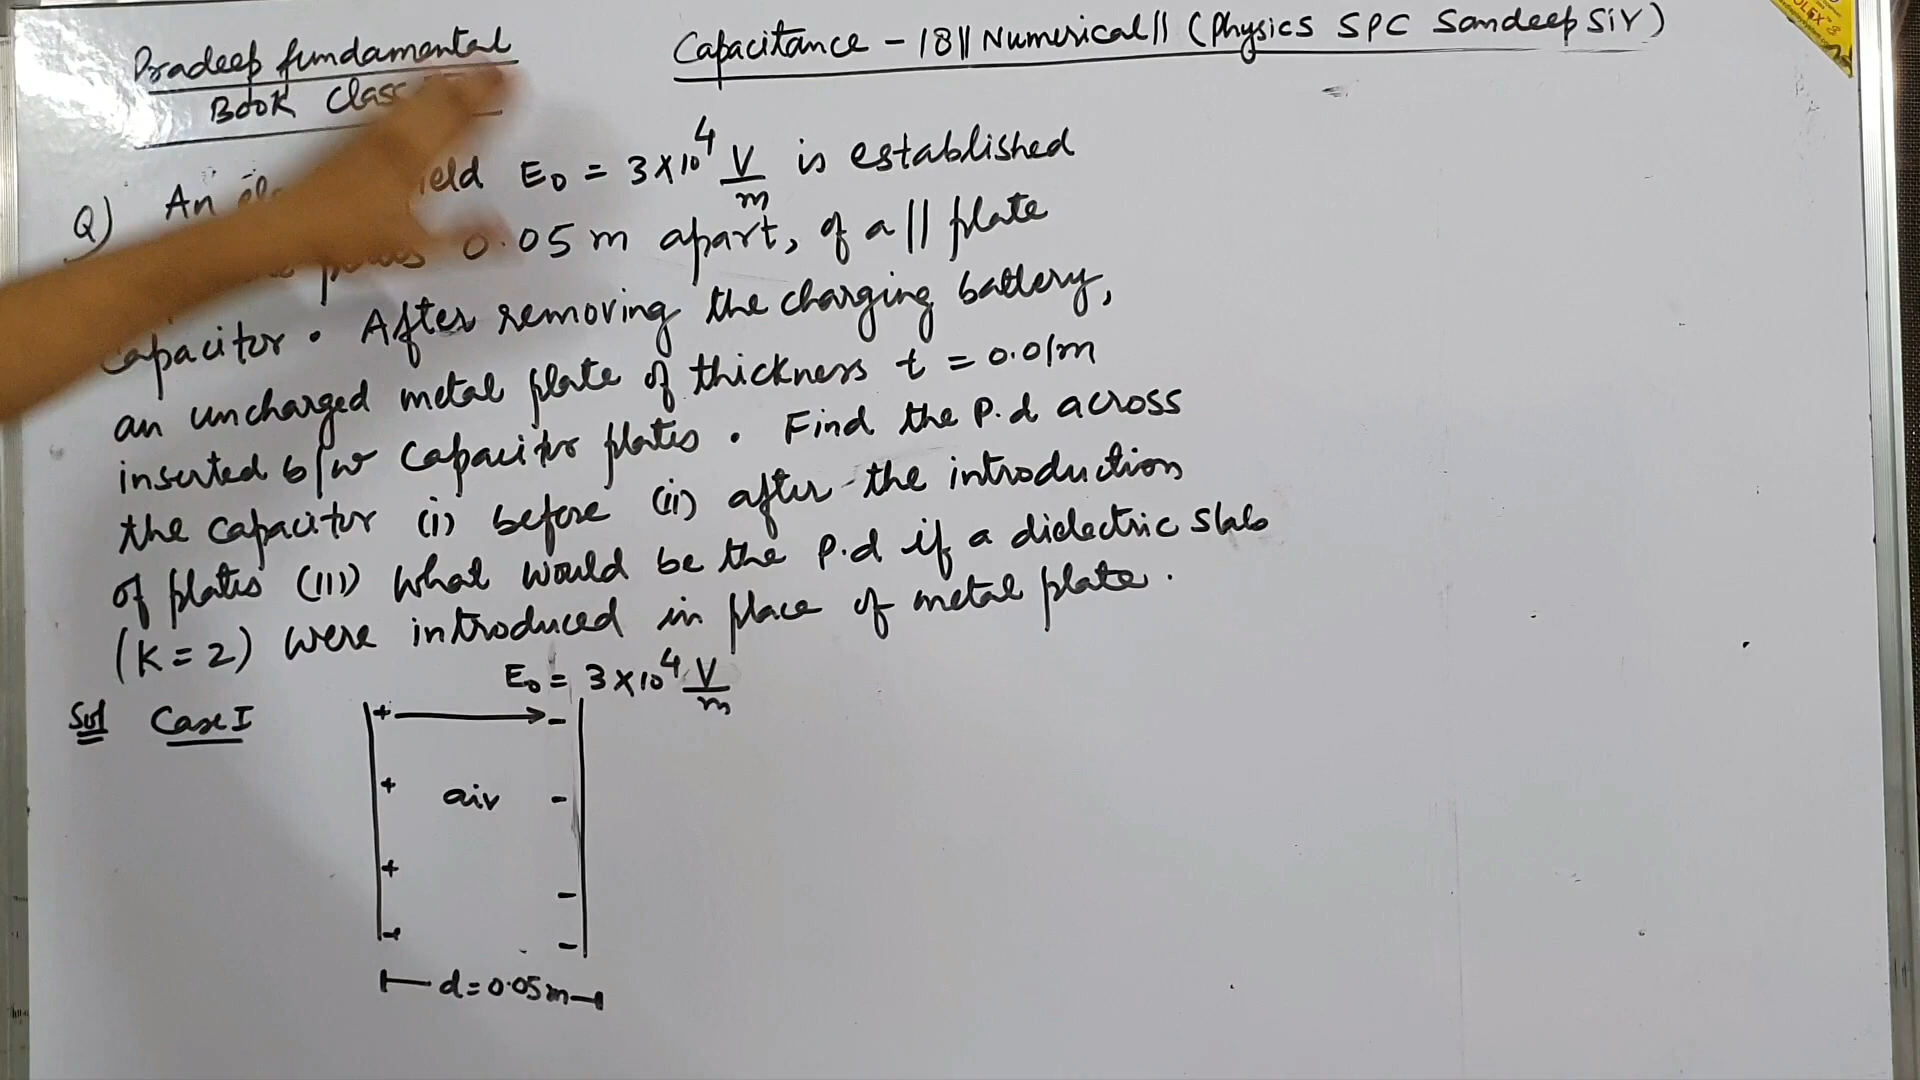 Pradeep fundamental
Book Class
Capacitance - 18 || Numerical || (Physics SPC Sandeep Sir)
Q) An field E₀ = 3×10⁴ V/m is established
0.05 m apart, of a || plate
capacitor. After removing the charging battery,
an uncharged metal plate of thickness t = 0.01m
inserted b/w capacitor plates. Find the P.d across
the capacitor (i) before (ii) after the introduction
of plates (iii) what would be the p.d if a dielectric slab
(K=2) were introduced in place of metal plate.
E₀ = 3×10⁴ V/m
Sol Case I
+ -
+ air -
+ -
+ -
d=0.05m